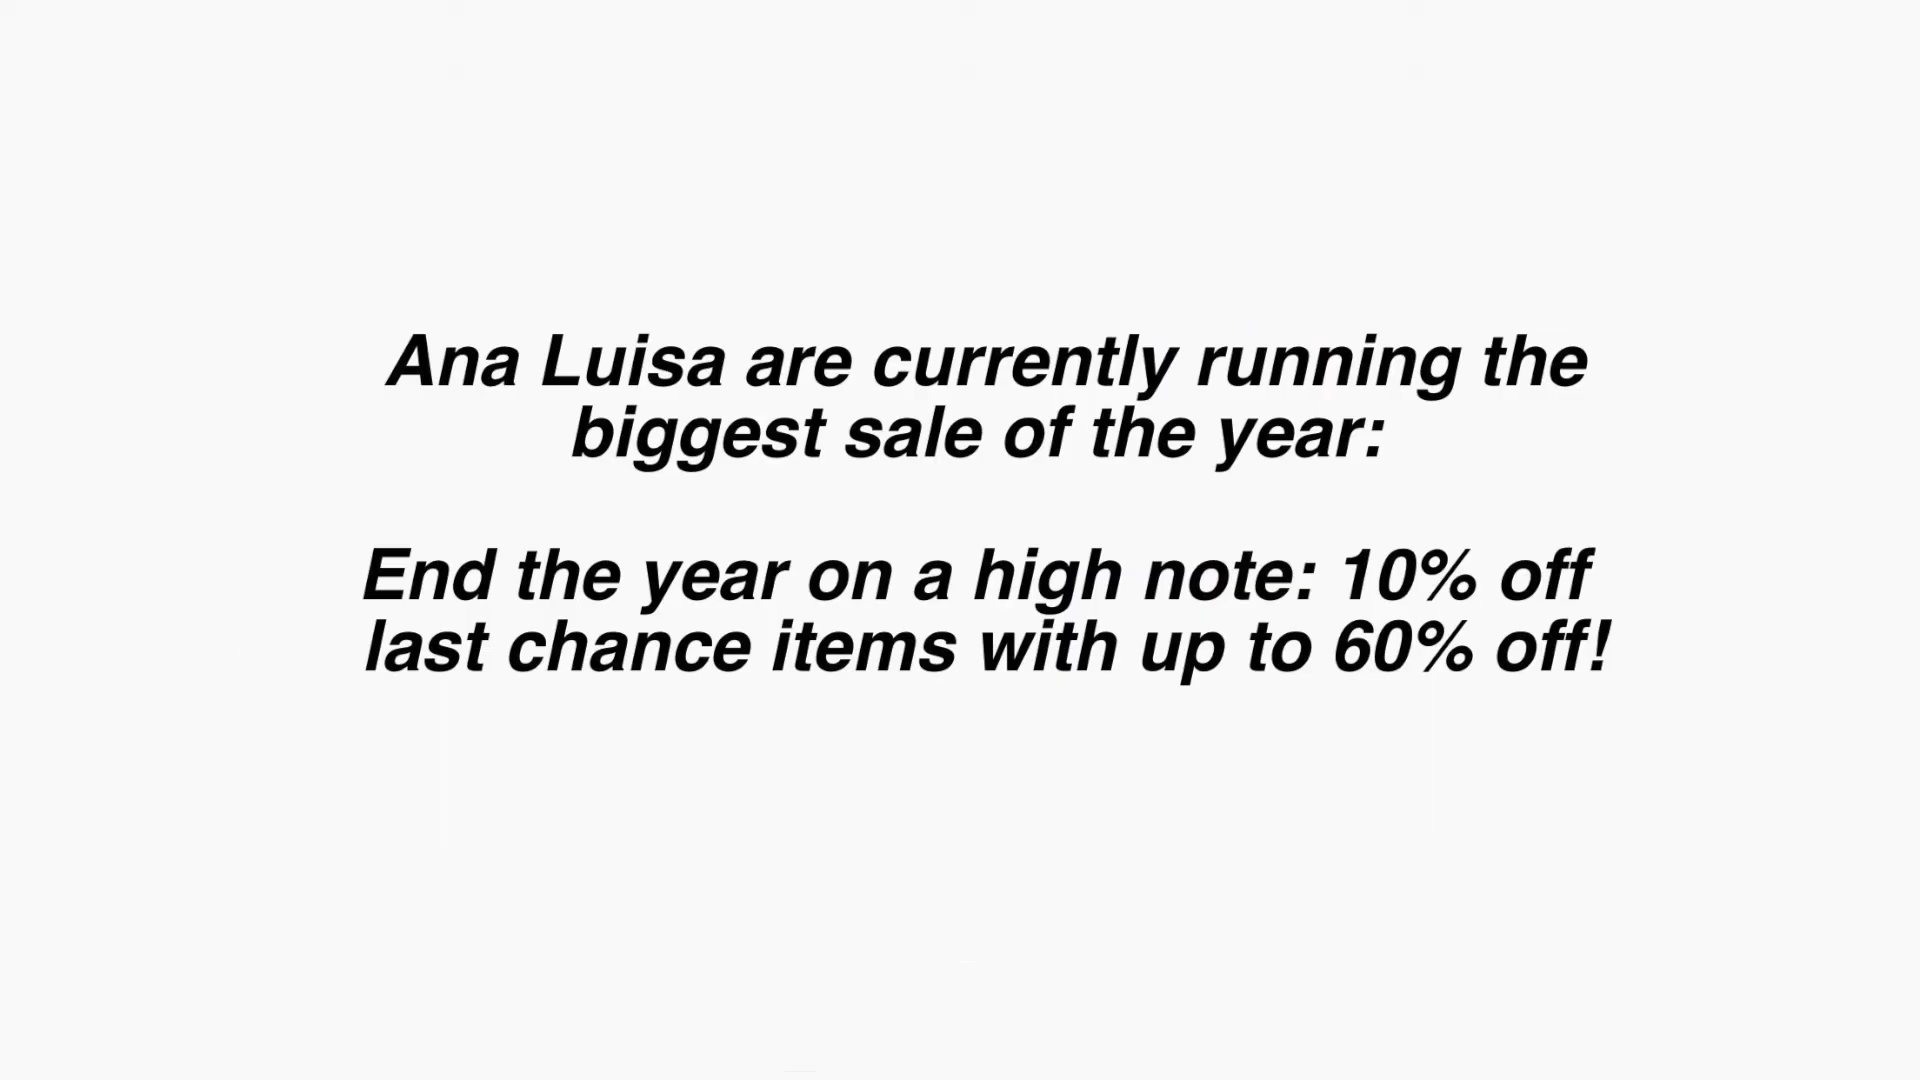 Ana Luisa are currently running the
biggest sale of the year:
End the year on a high note: 10% off
last chance items with up to 60% off!